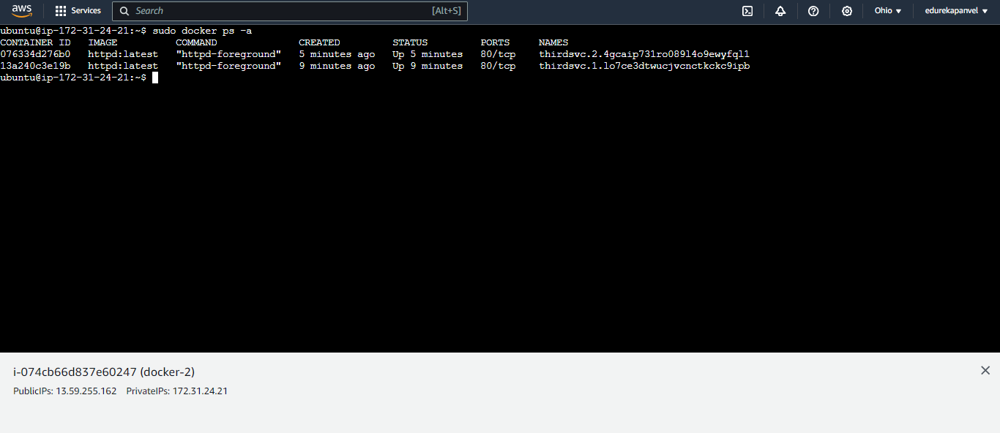 aws Services Search [Alt+S] Ohio edurekapanvel
ubuntu@ip-172-31-24-21:~$ sudo docker ps -a
CONTAINER ID IMAGE COMMAND CREATED STATUS PORTS NAMES
076334d276b0 httpd:latest "httpd-foreground" 5 minutes ago Up 5 minutes 80/tcp thirdsvc.2.4gcaip731ro089l4o9ewyfql1
13a240c3e19b httpd:latest "httpd-foreground" 9 minutes ago Up 9 minutes 80/tcp thirdsvc.1.lo7ce3dtwucjvcnctkckc9ipb
ubuntu@ip-172-31-24-21:~$
i-074cb66d837e60247 (docker-2)
PublicIPs: 13.59.255.162 PrivateIPs: 172.31.24.21